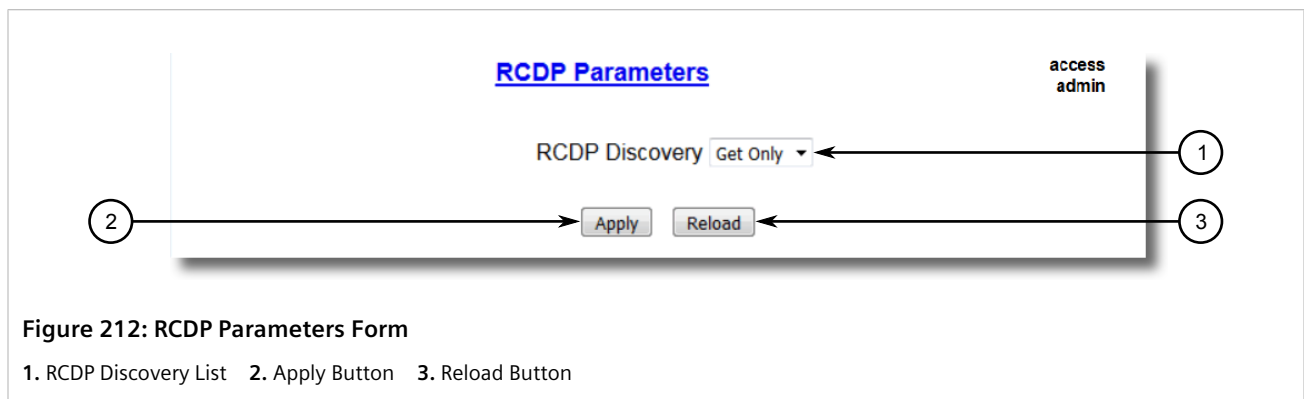 RCDP Parameters
access
admin
RCDP Discovery Get Only
1
2
Apply Reload
3
Figure 212: RCDP Parameters Form
1. RCDP Discovery List 2. Apply Button 3. Reload Button